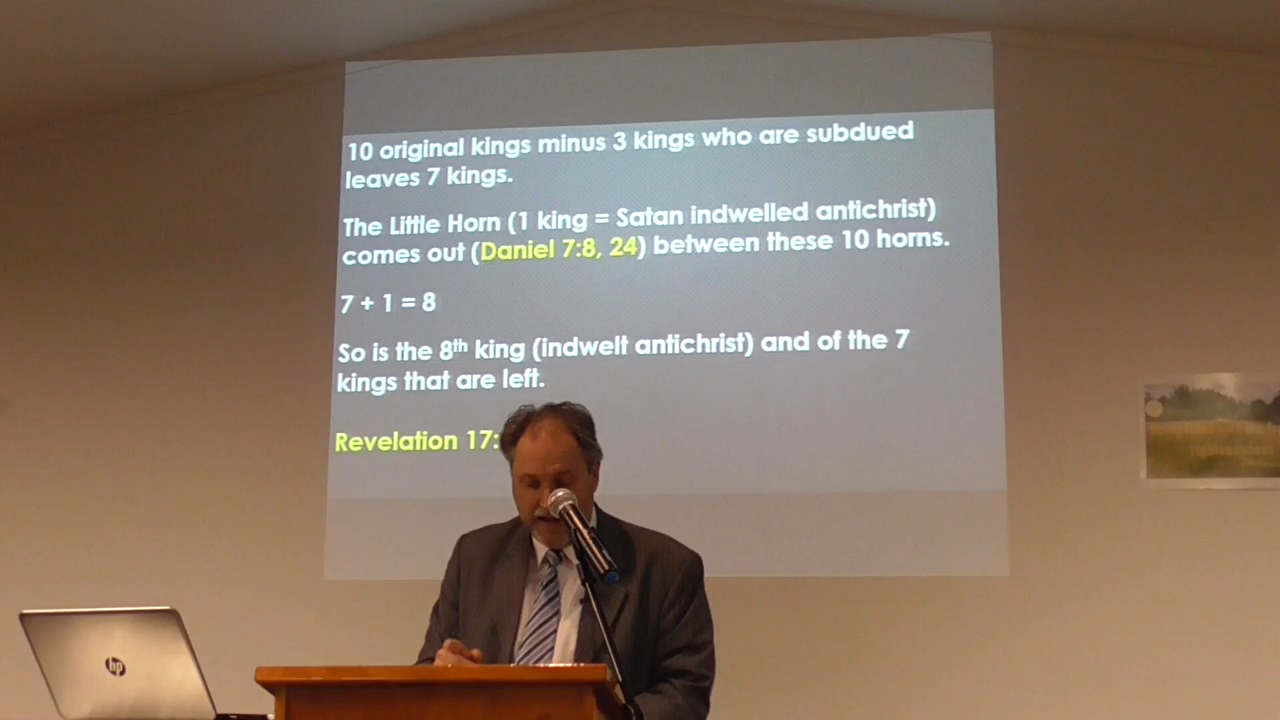 10 original kings minus 3 kings who are subdued
leaves 7 kings.
The Little Horn (1 king = Satan indwelled antichrist)
comes out (Daniel 7:8, 24) between these 10 horns.
7 + 1 = 8
So is the 8th king (indwelt antichrist) and of the 7
kings that are left.
Revelation 17:
hp